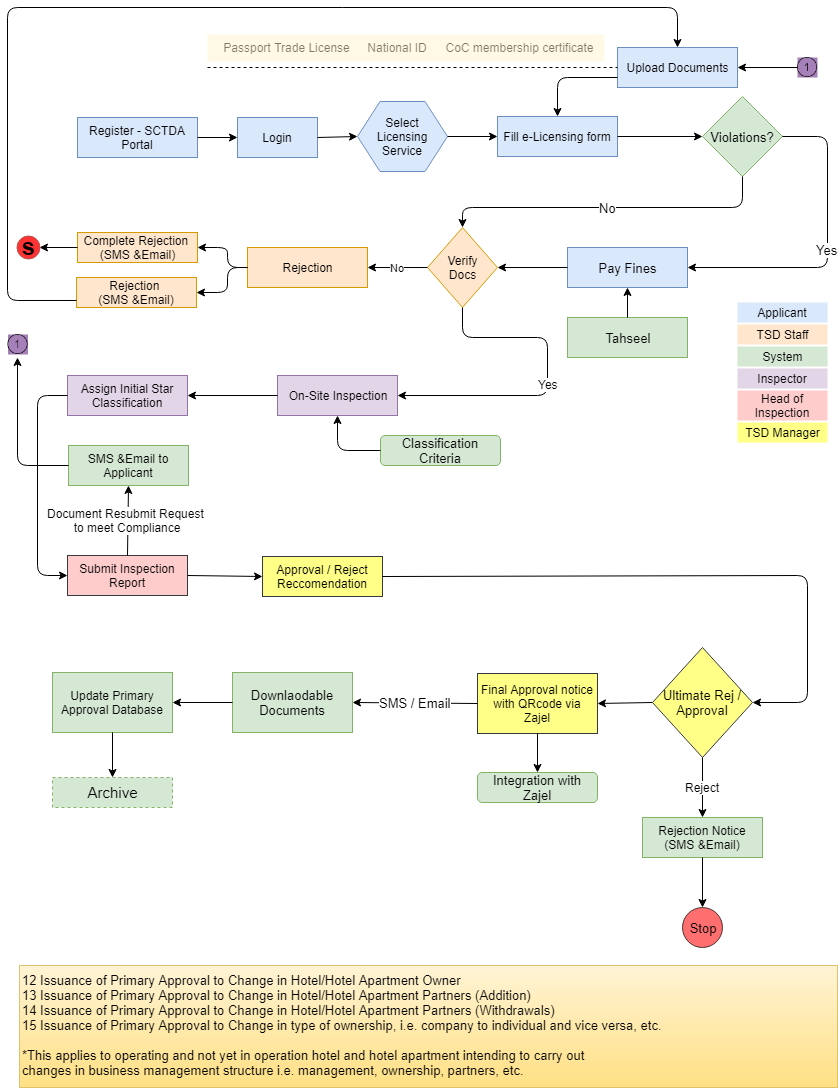 Passport Trade License National ID CoC membership certificate
Upload Documents
1
Register - SCTDA
Portal
Login
Select
Licensing
Service
Fill e-Licensing form
Violations?
No
Yes
Complete Rejection
(SMS &Email)
S
Rejection
(SMS &Email)
Rejection
No
Verify
Docs
Pay Fines
Tahseel
Applicant
TSD Staff
System
Inspector
Head of
Inspection
TSD Manager
1
Yes
Assign Initial Star
Classification
On-Site Inspection
Classification
Criteria
SMS &Email to
Applicant
Document Resubmit Request
to meet Compliance
Submit Inspection
Report
Approval / Reject
Reccomendation
Update Primary
Approval Database
Downlaodable
Documents
SMS / Email
Final Approval notice
with QRcode via
Zajel
Ultimate Rej /
Approval
Archive
Integration with
Zajel
Reject
Rejection Notice
(SMS &Email)
Stop
12 Issuance of Primary Approval to Change in Hotel/Hotel Apartment Owner
13 Issuance of Primary Approval to Change in Hotel/Hotel Apartment Partners (Addition)
14 Issuance of Primary Approval to Change in Hotel/Hotel Apartment Partners (Withdrawals)
15 Issuance of Primary Approval to Change in type of ownership, i.e. company to individual and vice versa, etc.
*This applies to operating and not yet in operation hotel and hotel apartment intending to carry out
changes in business management structure i.e. management, ownership, partners, etc.